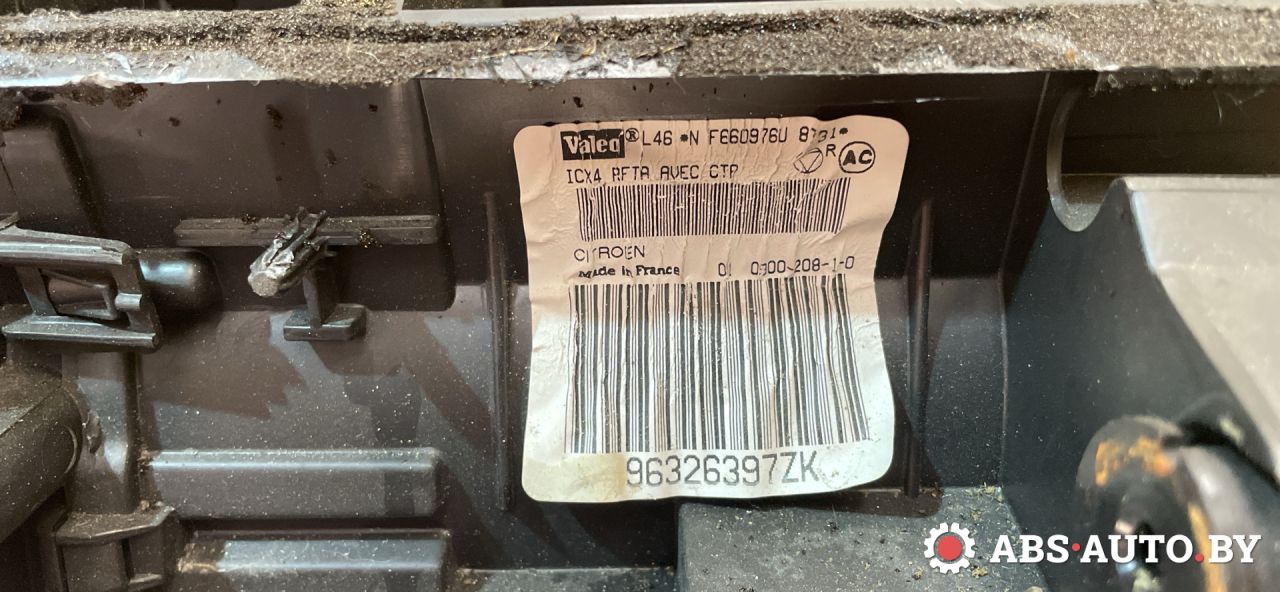 Valeo® L46 *N F660976U
R AC
ICX4 RFTA AVEC CTP
CITROEN
Made in France 01 0900-208-1-0
96326397ZK
ABS·AUTO.BY